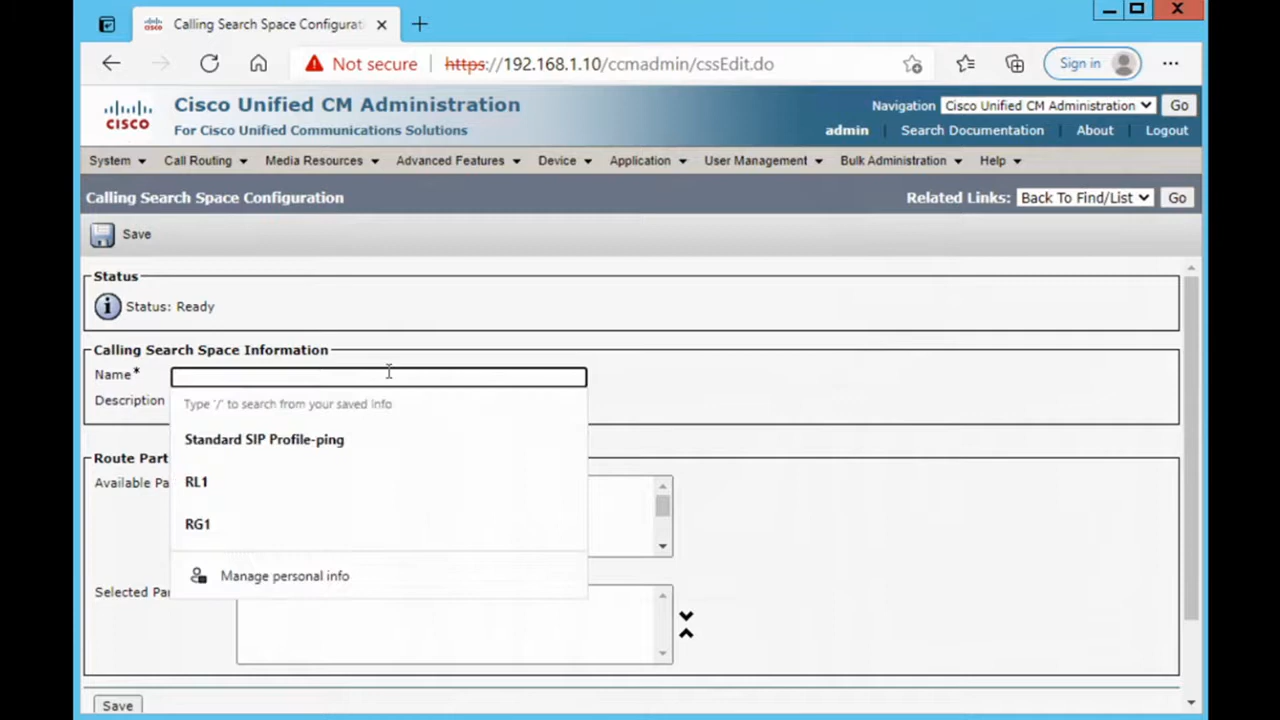 Calling Search Space Configurat
Not secure https://192.168.1.10/ccmadmin/cssEdit.do Sign in
CISCO
Cisco Unified CM Administration
For Cisco Unified Communications Solutions
Navigation Cisco Unified CM Administration Go
admin Search Documentation About Logout
System Call Routing Media Resources Advanced Features Device Application User Management Bulk Administration Help
Calling Search Space Configuration Related Links: Back To Find/List Go
Save
Status
Status: Ready
Calling Search Space Information
Name*
Description
Type '/' to search from your saved info
Standard SIP Profile-ping
Route Part
Available Pa
RL1
RG1
Manage personal info
Selected Par
Save